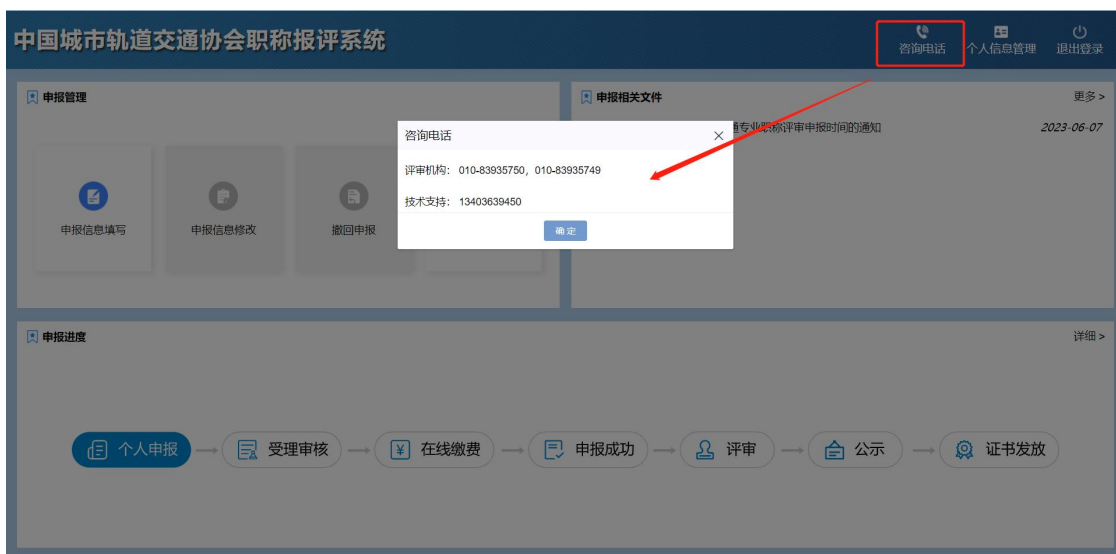 中国城市轨道交通协会职称报评系统
咨询电话
个人信息管理
退出登录
申报管理
申报相关文件
更多 >
通专业职称评审申报时间的通知
2023-06-07
咨询电话
评审机构： 010-83935750，010-83935749
技术支持： 13403639450
确 定
申报信息填写
申报信息修改
撤回申报
申报进度
详细 >
个人申报
受理审核
在线缴费
申报成功
评审
公示
证书发放